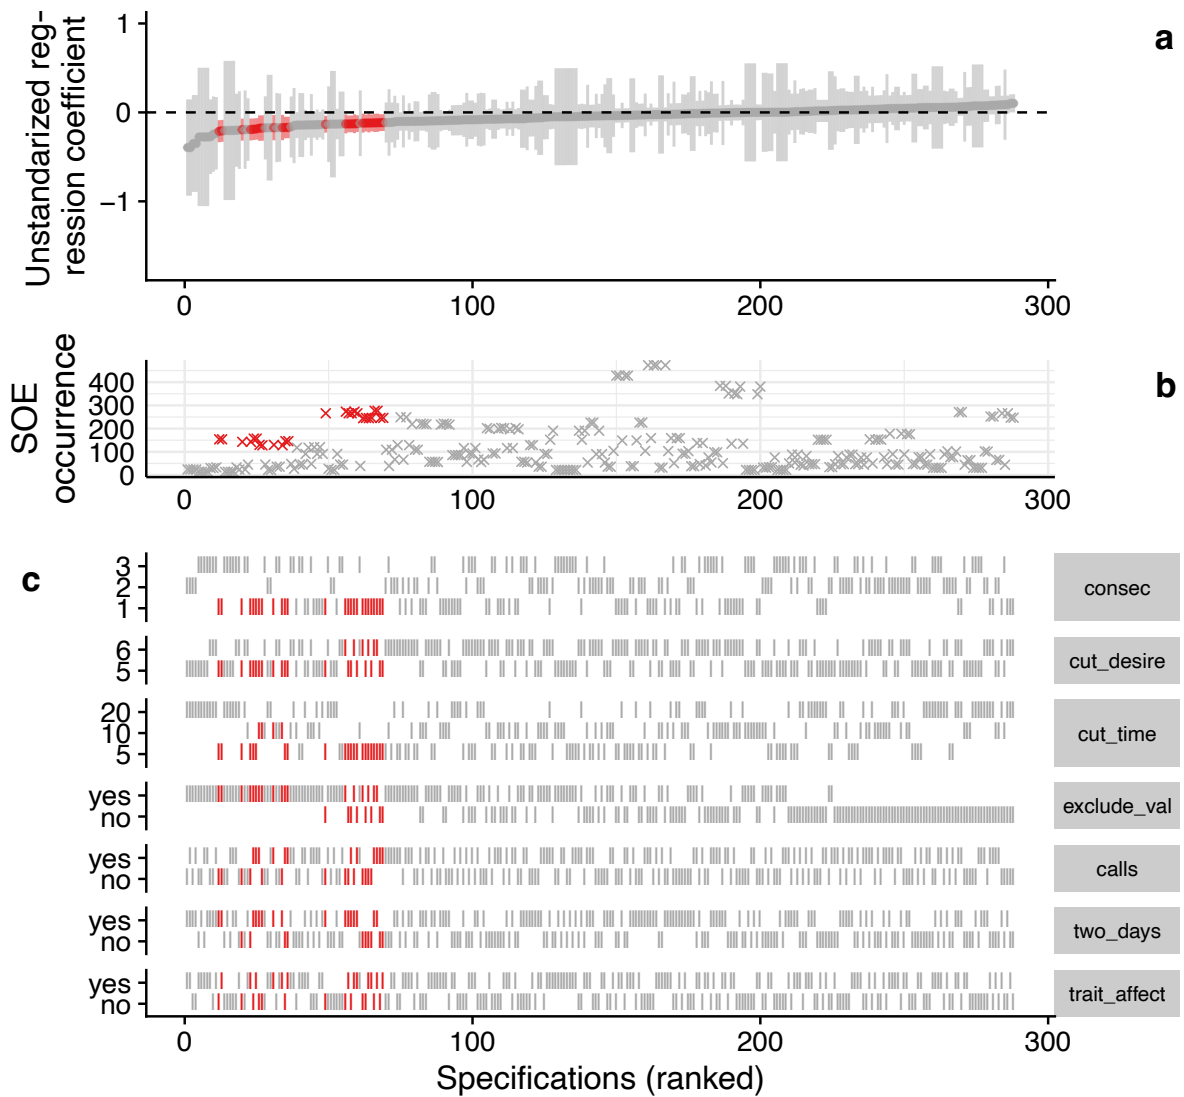 Unstandarized reg-
ression coefficient
1
0
−1
a
0
100
200
300
SOE
occurrence
400
300
200
100
0
b
0
100
200
300
c
3
2
1
consec
6
5
cut_desire
20
10
5
cut_time
yes
no
exclude_val
yes
no
calls
yes
no
two_days
yes
no
trait_affect
0
100
200
300
Specifications (ranked)